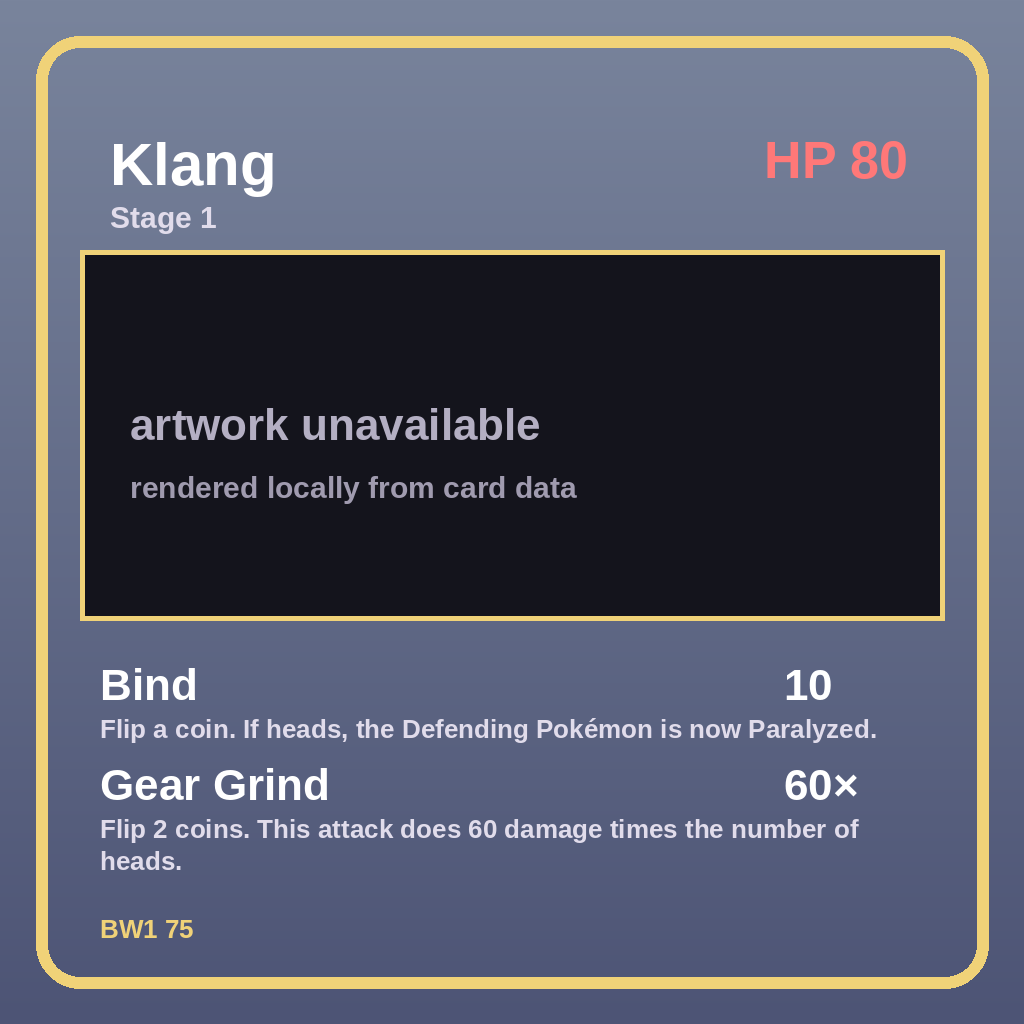 Klang
HP 80
Stage 1
artwork unavailable
rendered locally from card data
Bind
10
Flip a coin. If heads, the Defending Pokémon is now Paralyzed.
Gear Grind
60×
Flip 2 coins. This attack does 60 damage times the number of
heads.
BW1 75